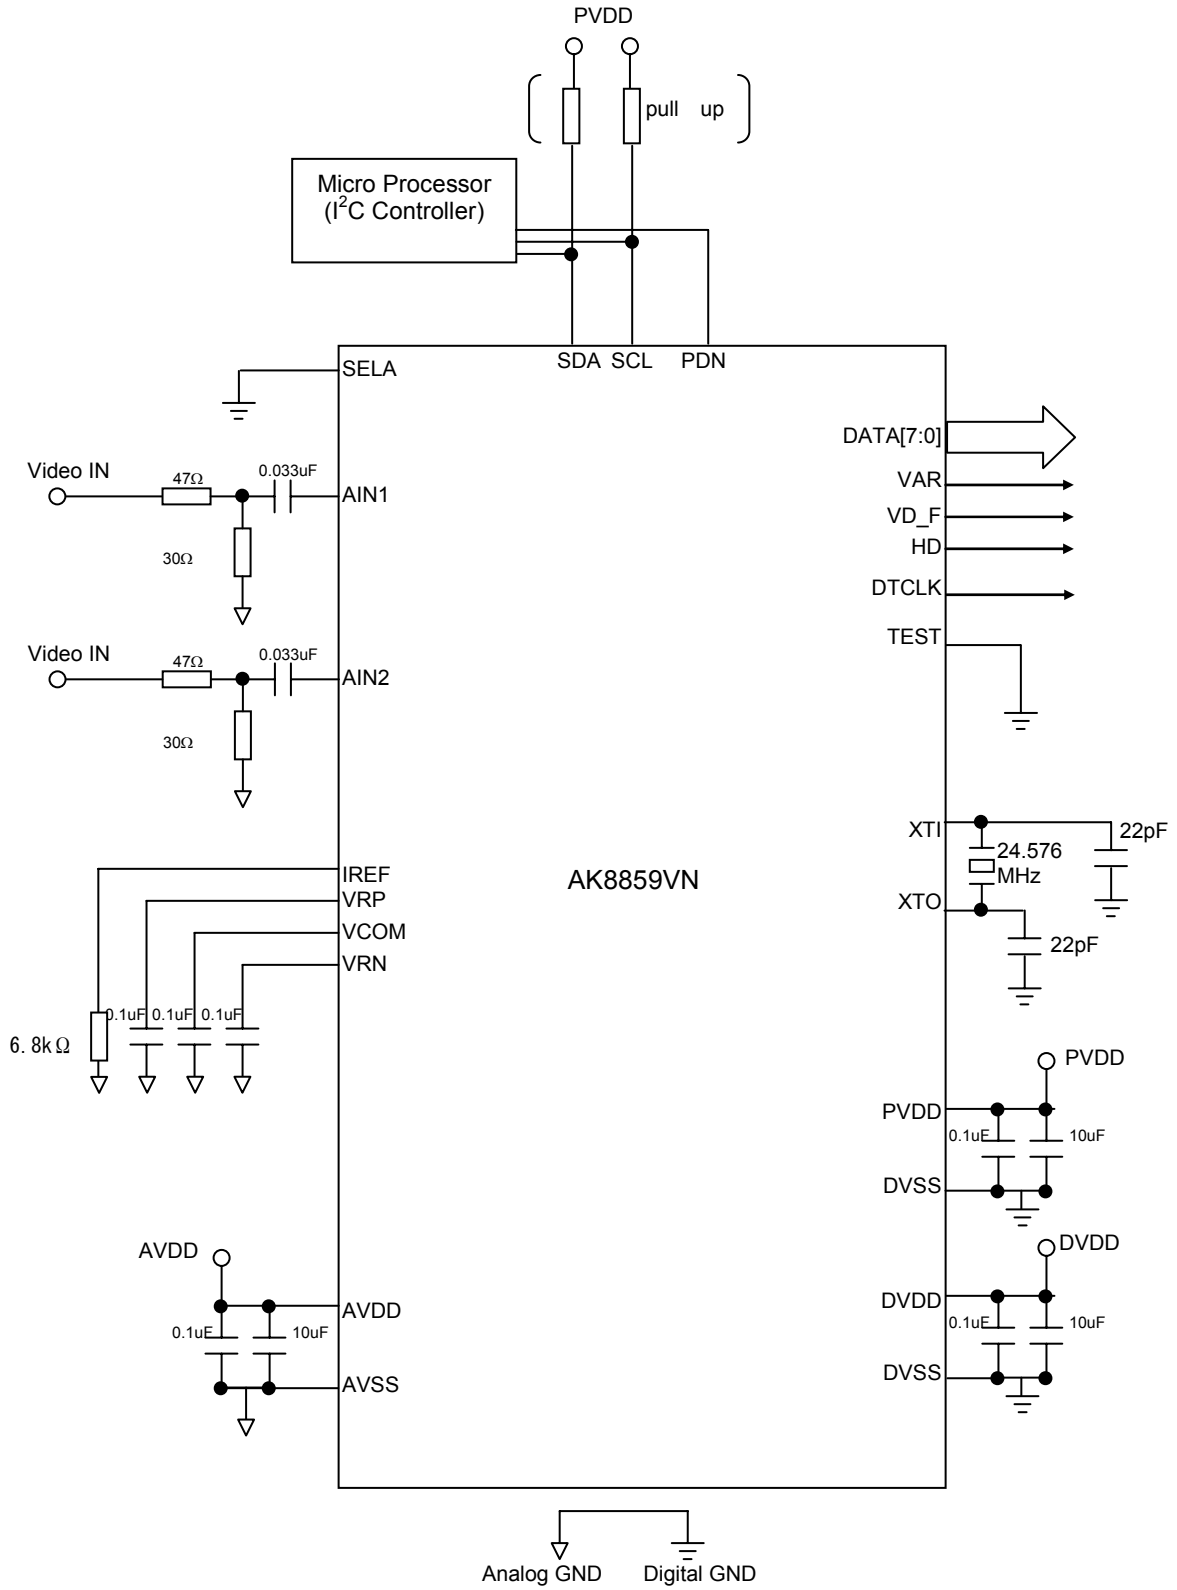 PVDD
pull up
Micro Processor
(I²C Controller)
SDA SCL PDN
SELA
DATA[7:0]
Video IN
47Ω
0.033uF
AIN1
VAR
VD_F
HD
30Ω
DTCLK
TEST
Video IN
47Ω
0.033uF
AIN2
30Ω
XTI
22pF
24.576
MHz
IREF
AK8859VN
VRP
XTO
VCOM
22pF
VRN
0.1uF 0.1uF 0.1uF
6.8kΩ
PVDD
PVDD
0.1uF
10uF
DVSS
AVDD
DVDD
AVDD
DVDD
0.1uF
10uF
0.1uF
10uF
AVSS
DVSS
Analog GND
Digital GND